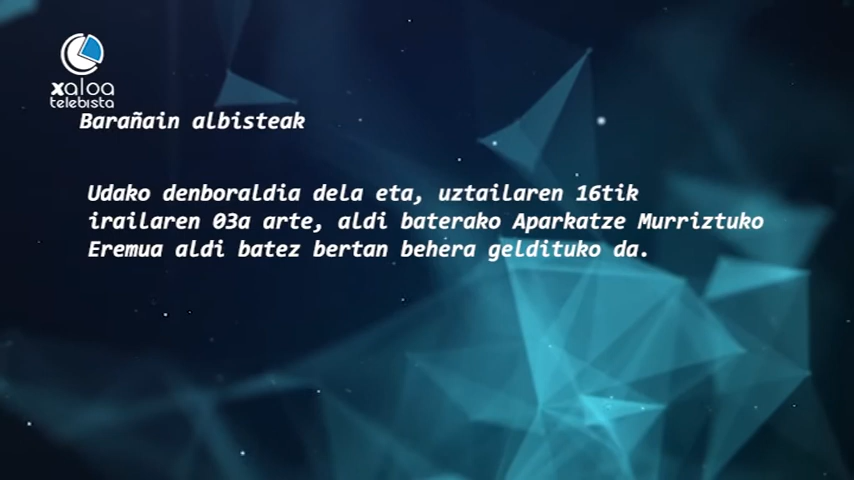 xaloa
telebista
Barañain albisteak
Udako denboraldia dela eta, uztailaren 16tik
irailaren 03a arte, aldi baterako Aparkatze Murriztuko
Eremua aldi batez bertan behera geldituko da.